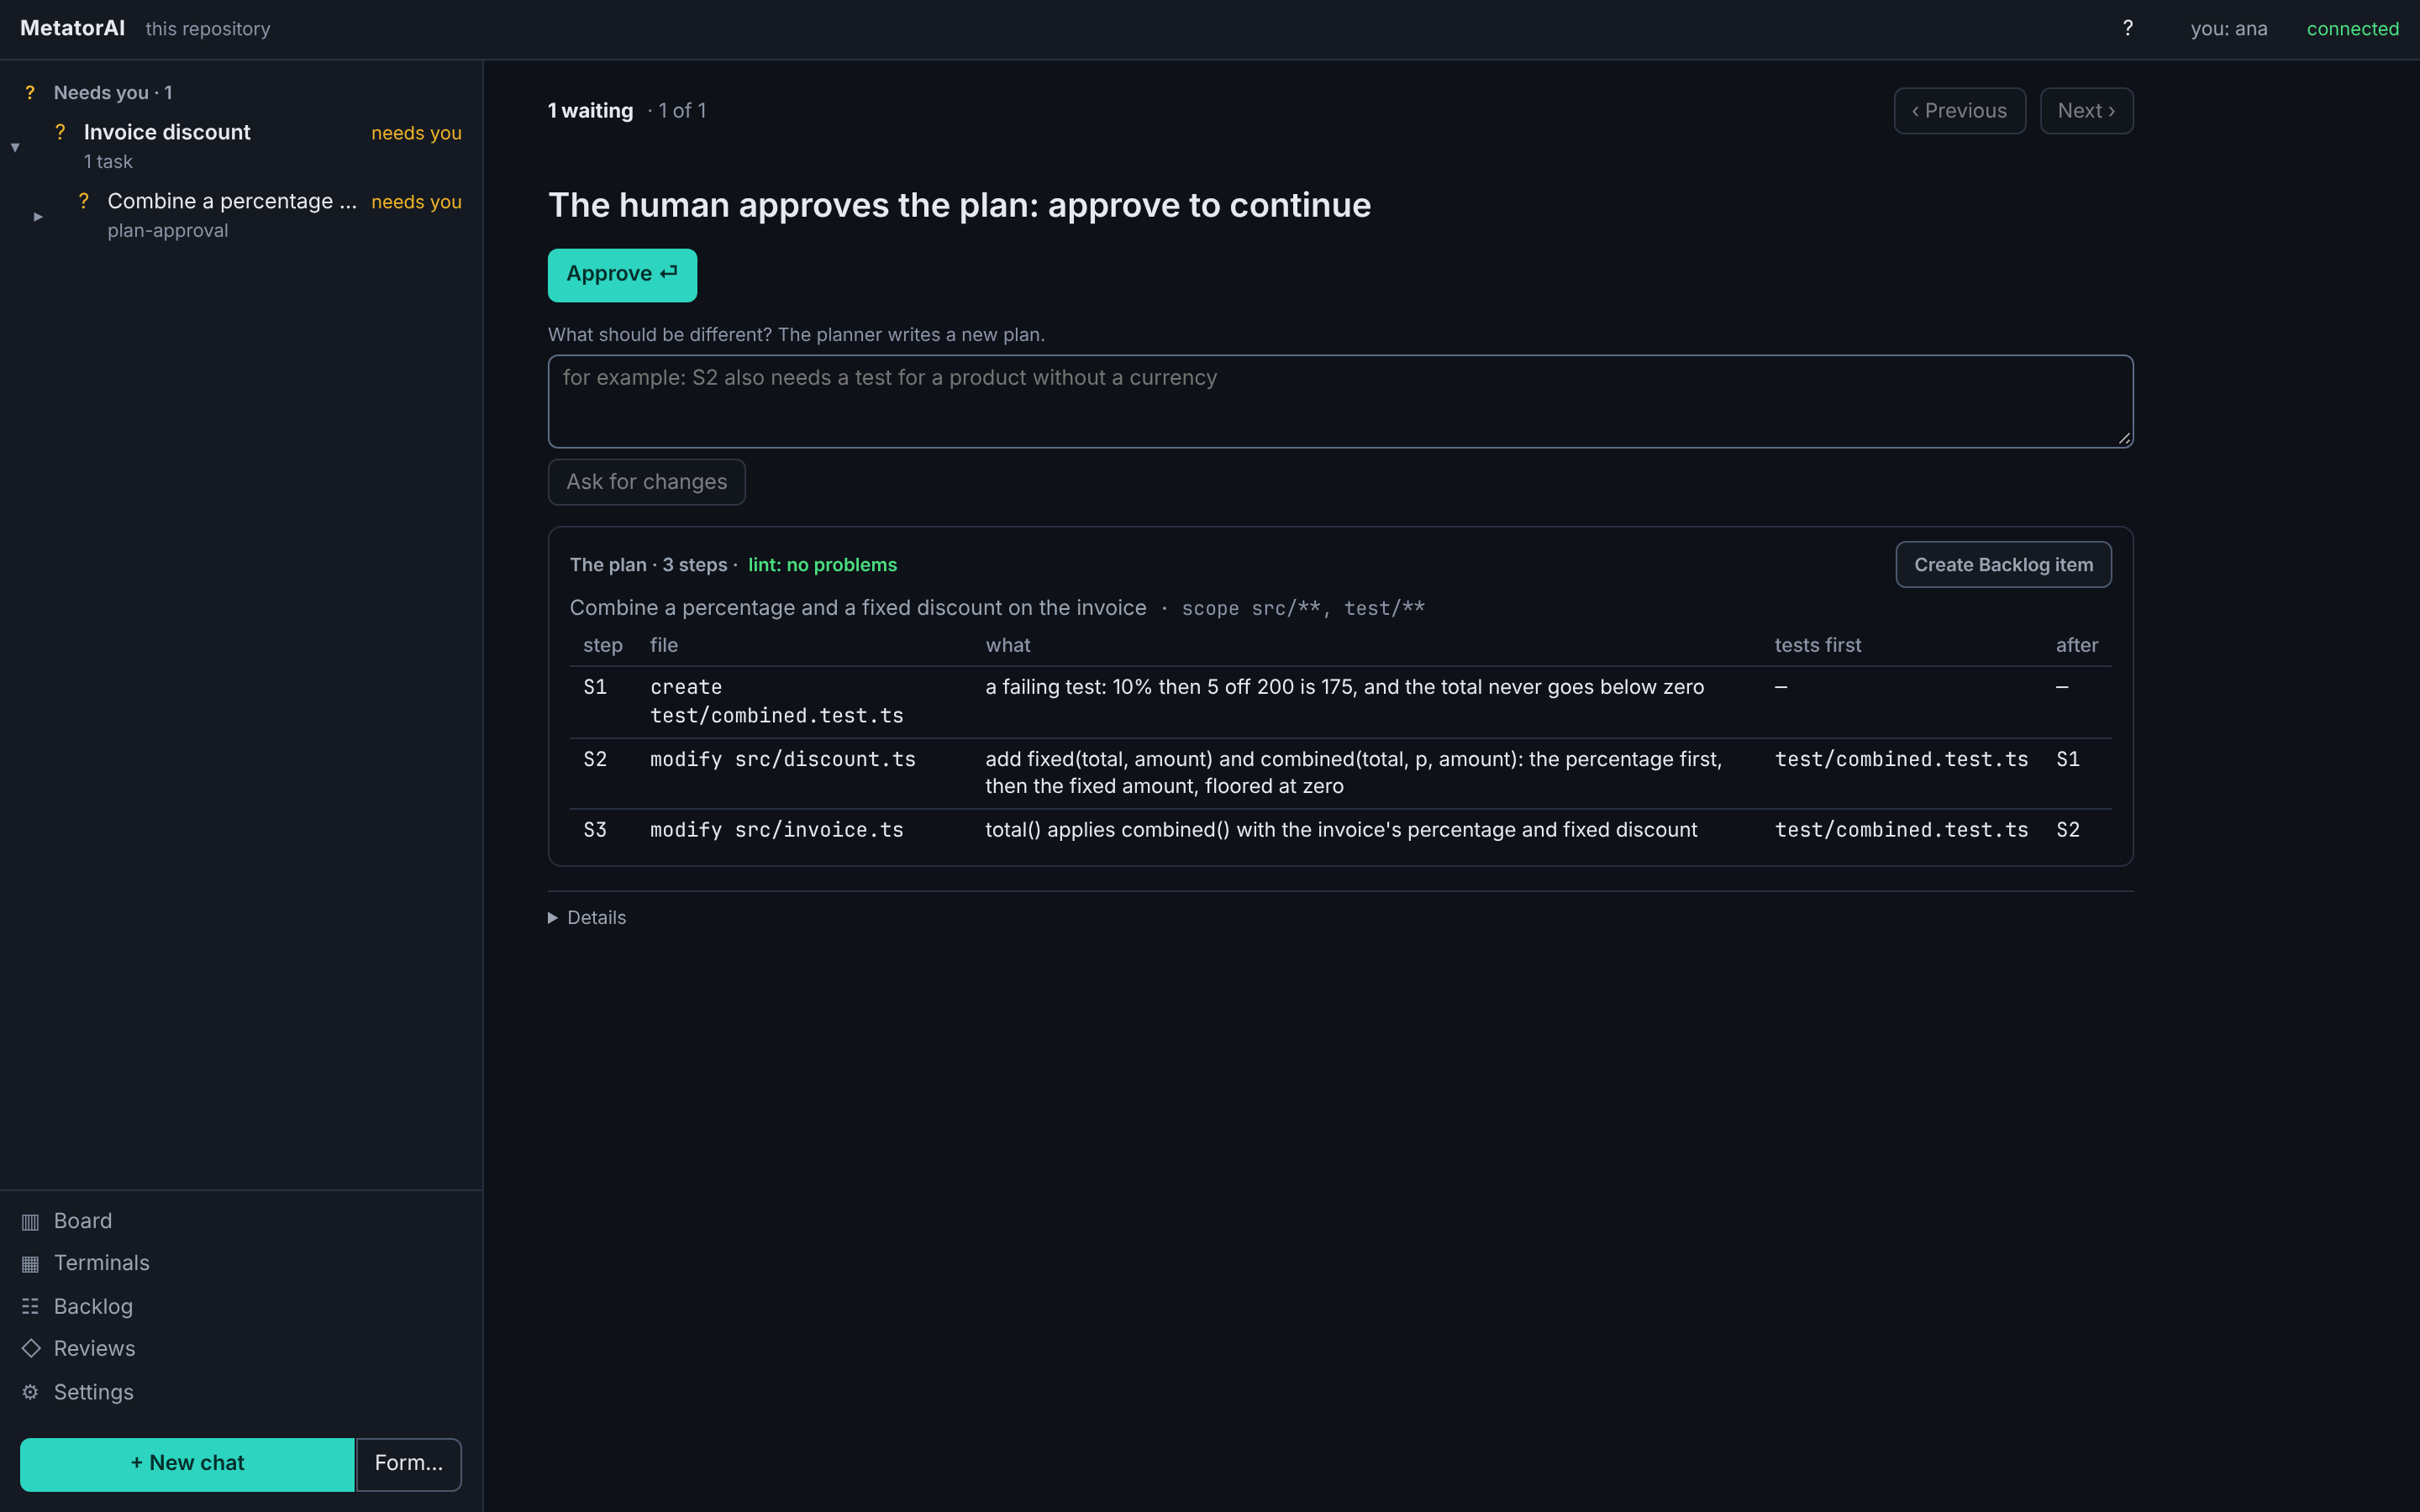 MetatorAI this repository ? you: ana connected
? Needs you · 1
▾ ? Invoice discount needs you
1 task
▸ ? Combine a percentage ... needs you
plan-approval
Board
Terminals
Backlog
Reviews
Settings
+ New chat Form...
1 waiting · 1 of 1 ‹ Previous Next ›
The human approves the plan: approve to continue
Approve ⏎
What should be different? The planner writes a new plan.
for example: S2 also needs a test for a product without a currency
Ask for changes
The plan · 3 steps · lint: no problems Create Backlog item
Combine a percentage and a fixed discount on the invoice · scope src/**, test/**
step file what tests first after
S1 create a failing test: 10% then 5 off 200 is 175, and the total never goes below zero — —
test/combined.test.ts
S2 modify src/discount.ts add fixed(total, amount) and combined(total, p, amount): the percentage first, test/combined.test.ts S1
then the fixed amount, floored at zero
S3 modify src/invoice.ts total() applies combined() with the invoice's percentage and fixed discount test/combined.test.ts S2
▶ Details